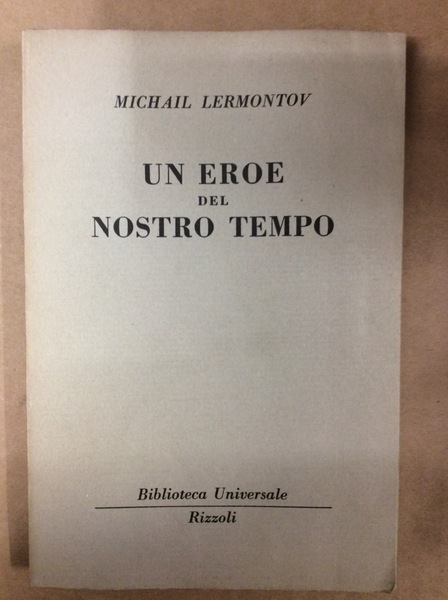 MICHAIL LERMONTOV
UN EROE
DEL
NOSTRO TEMPO
Biblioteca Universale
Rizzoli